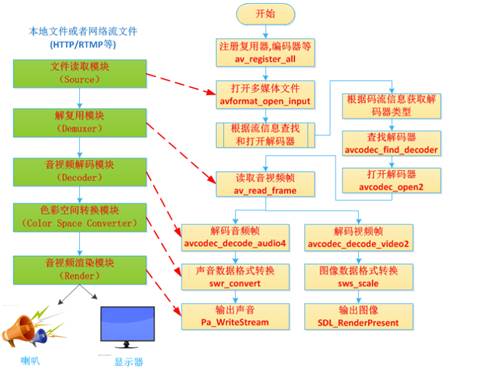 本地文件或者网络流文件
(HTTP/RTMP等)
文件读取模块
(Source)
解复用模块
(Demuxer)
音视频解码模块
(Decoder)
色彩空间转换模块
(Color Space Converter)
音视频渲染模块
(Render)
喇叭
显示器
开始
注册复用器,编码器等
av_register_all
打开多媒体文件
avformat_open_input
根据流信息查找
和打开解码器
根据码流信息获取解
码器类型
查找解码器
avcodec_find_decoder
打开解码器
avcodec_open2
读取音视频帧
av_read_frame
解码音频帧
avcodec_decode_audio4
解码视频帧
avcodec_decode_video2
声音数据格式转换
swr_convert
图像数据格式转换
sws_scale
输出声音
Pa_WriteStream
输出图像
SDL_RenderPresent